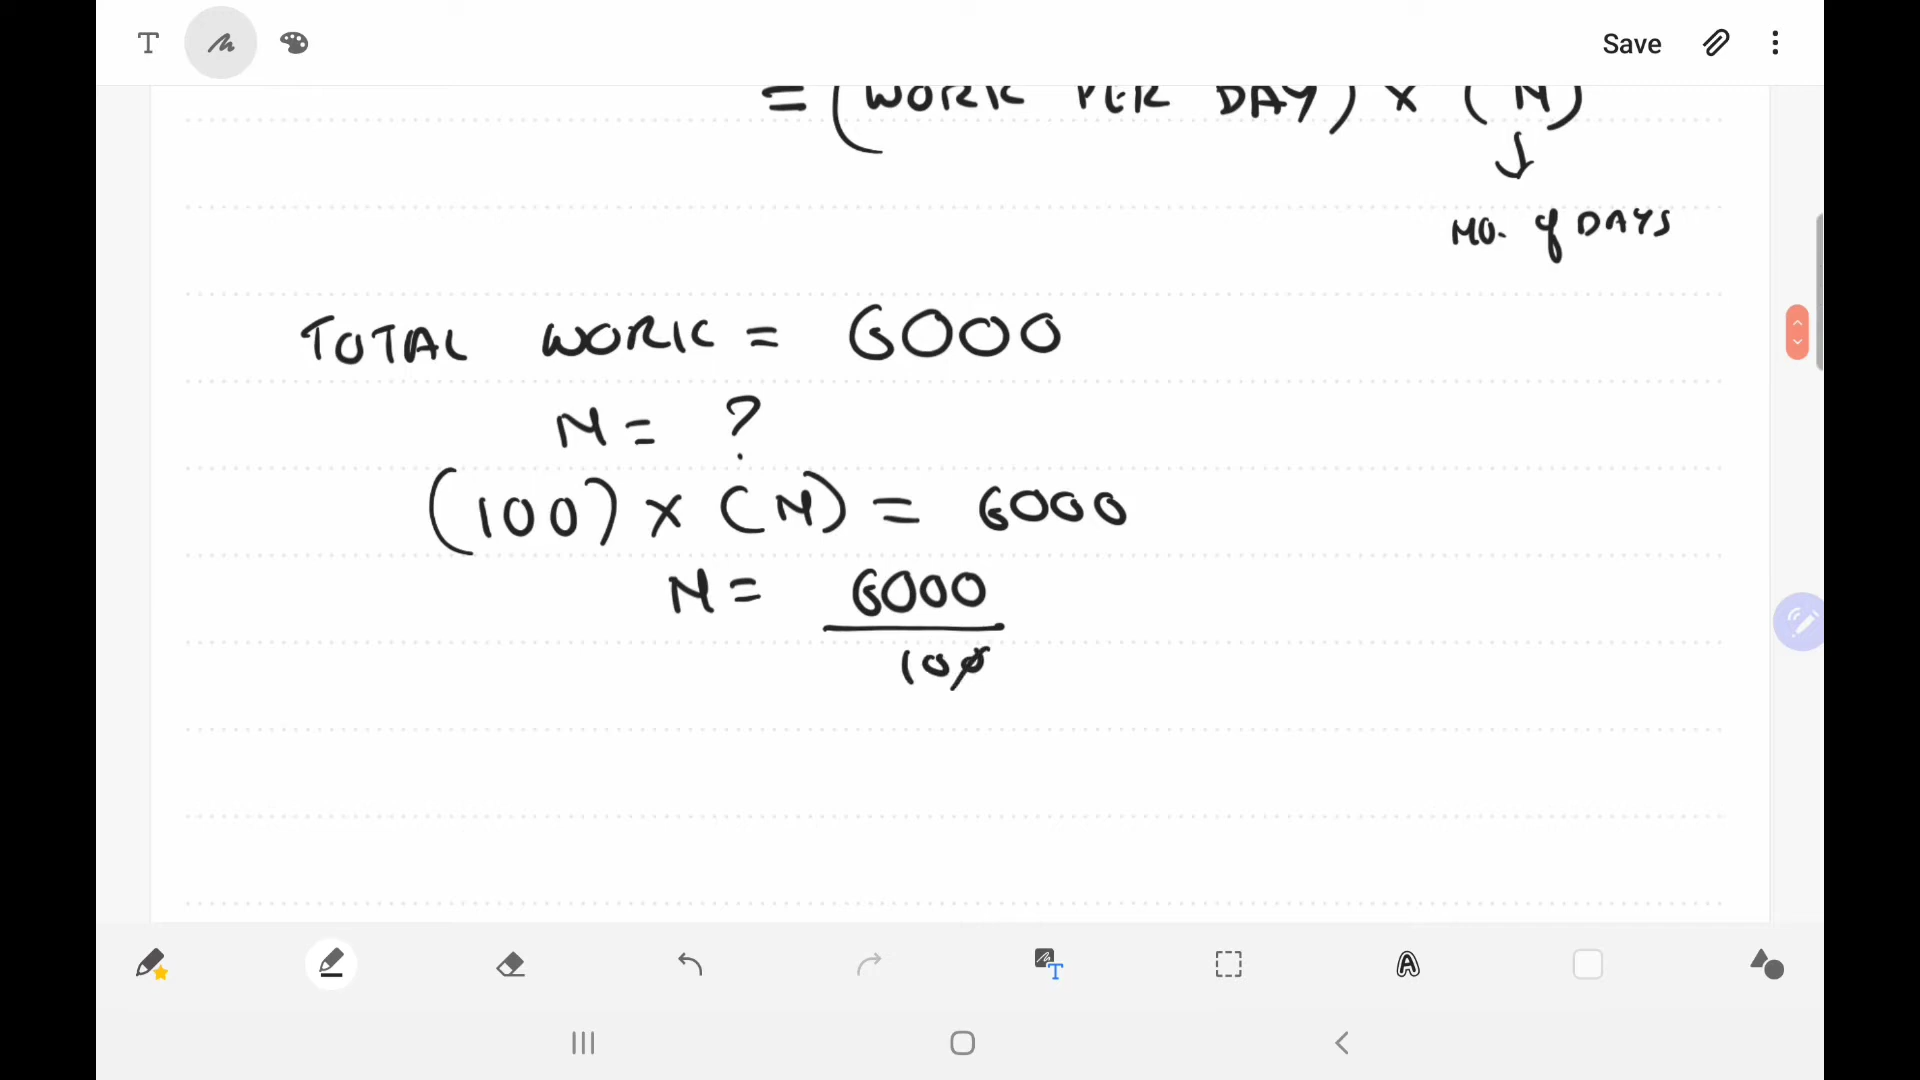 T
Save
= (WORK PER DAY) × (N)
↓
NO. of DAYS
TOTAL WORK = 6000
N = ?
(100) × (N) = 6000
N = 6000
100
T
A